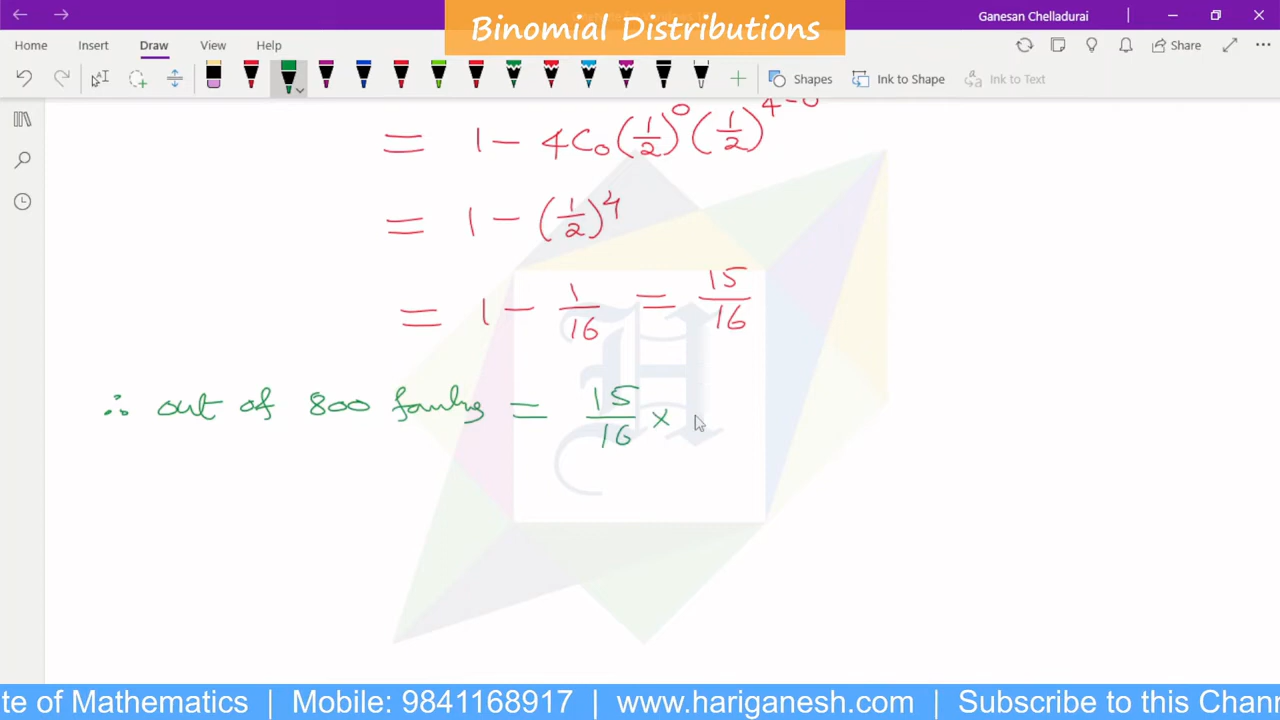 Binomial Distributions
Ganesan Chelladurai
Home Insert Draw View Help
Share
Shapes
Ink to Shape
Ink to Text
= 1 - 4C₀ (1/2)⁰ (1/2)⁴⁻⁰
= 1 - (1/2)⁴
= 1 - 1/16 = 15/16
∴ out of 800 = 15/16 ×
H
te of Mathematics | Mobile: 9841168917 | www.hariganesh.com | Subscribe to this Chan